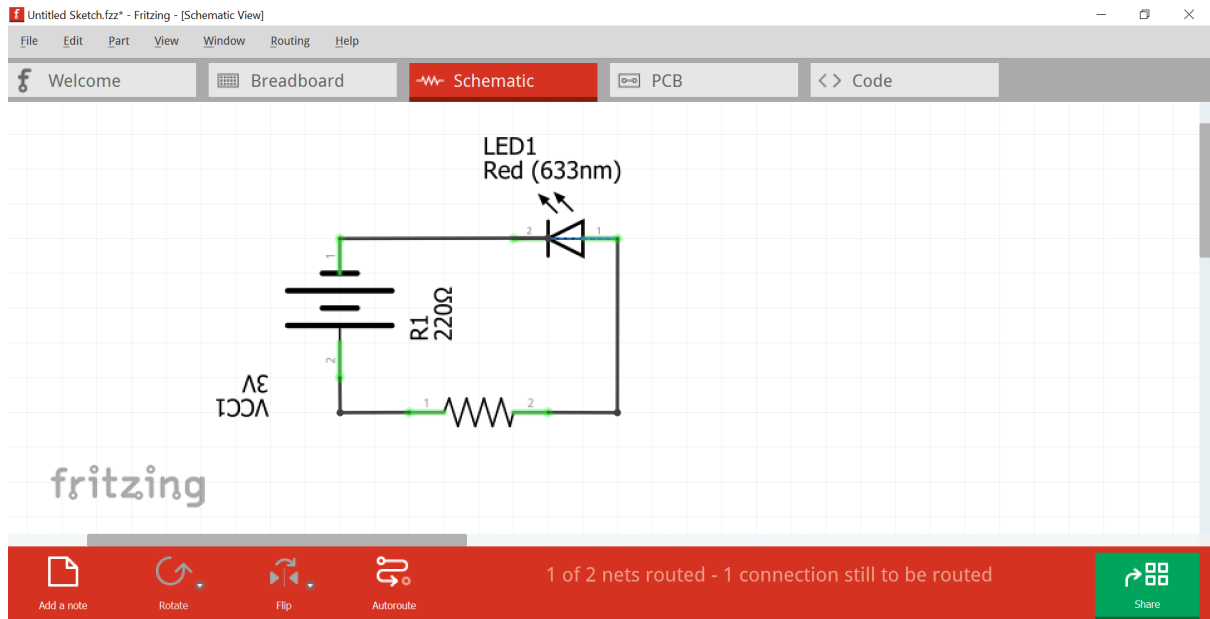 Untitled Sketch.fzz* - Fritzing - [Schematic View]
File Edit Part View Window Routing Help
Welcome Breadboard Schematic PCB Code
LED1
Red (633nm)
2 1
1
R1
220Ω
2
3V
VCC1
1 2
fritzing
Add a note Rotate Flip Autoroute
1 of 2 nets routed - 1 connection still to be routed
Share